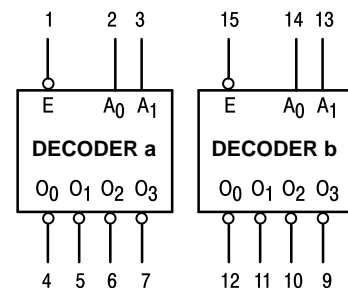 1 2 3 15 14 13
E A0 A1 E A0 A1
DECODER a DECODER b
O0 O1 O2 O3 O0 O1 O2 O3
4 5 6 7 12 11 10 9